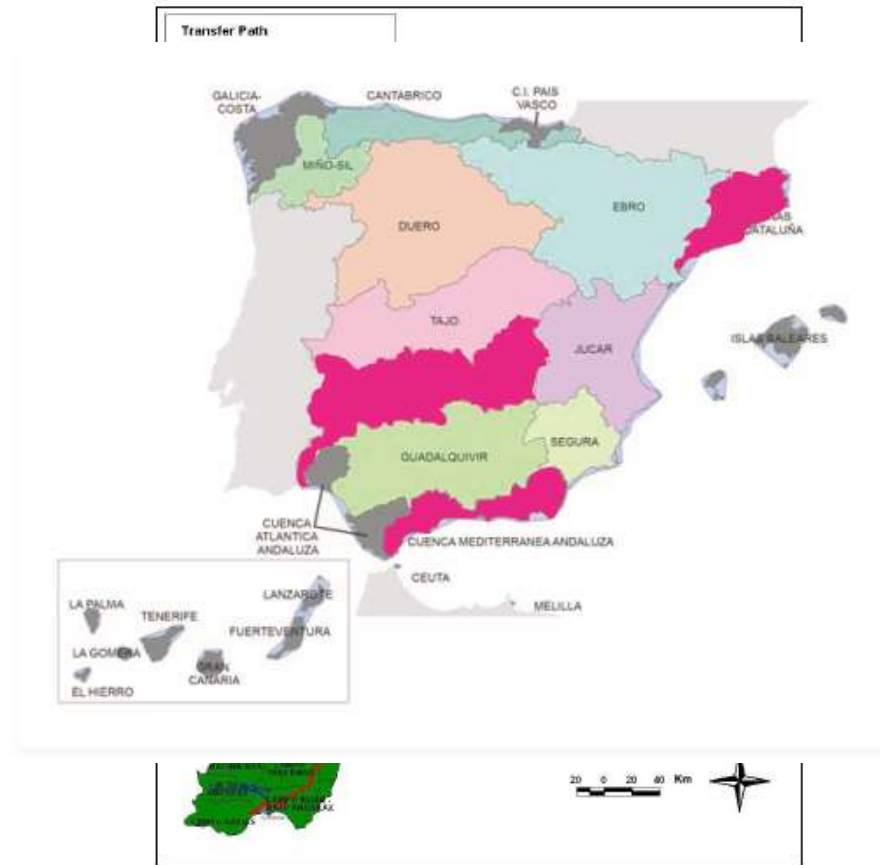 Transfer Path
GALICIA-
COSTA
CANTABRICO
C.I. PAIS
VASCO
MIÑO-SIL
DUERO
EBRO
CATALUÑA
TAJO
JUCAR
ISLAS BALEARES
GUADALQUIVIR
SEGURA
CUENCA
ATLANTICA
ANDALUZA
CUENCA MEDITERRANEA ANDALUZA
CEUTA
MELILLA
LA PALMA
TENERIFE
LANZAROTE
FUERTEVENTURA
LA GOMERA
GRAN
CANARIA
EL HIERRO
20 0 20 40 Km